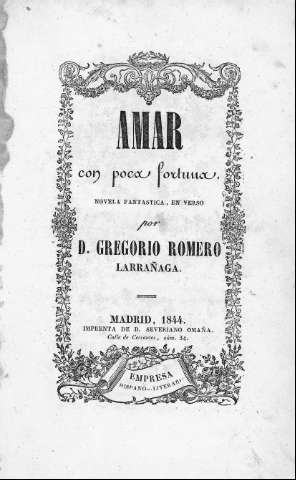 AMAR
con poca fortuna.
NOVELA FANTASTICA, EN VERSO
por
D. GREGORIO ROMERO
LARRAÑAGA.
MADRID, 1844.
IMPRENTA DE D. SEVERIANO OMAÑA.
Calle de Cervantes, núm. 34.
EMPRESA
HISPANO-LITERARI